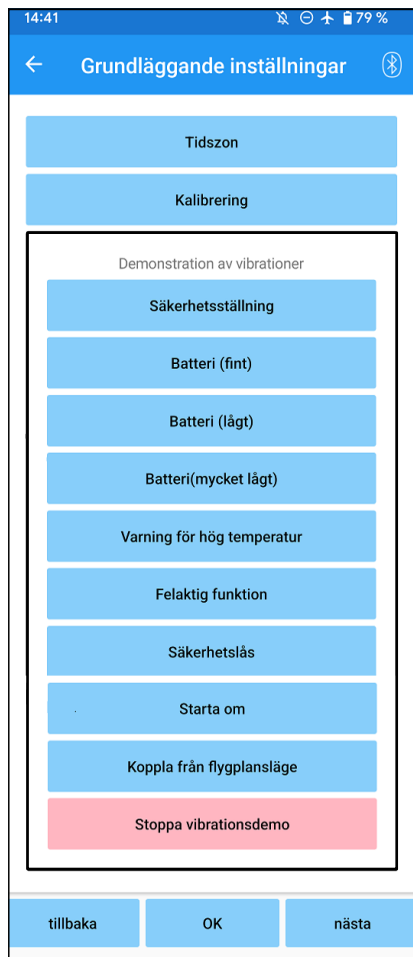 14:41 79 %
Grundläggande inställningar
Tidszon
Kalibrering
Demonstration av vibrationer
Säkerhetsställning
Batteri (fint)
Batteri (lågt)
Batteri(mycket lågt)
Varning för hög temperatur
Felaktig funktion
Säkerhetslås
Starta om
Koppla från flygplansläge
Stoppa vibrationsdemo
tillbaka OK nästa